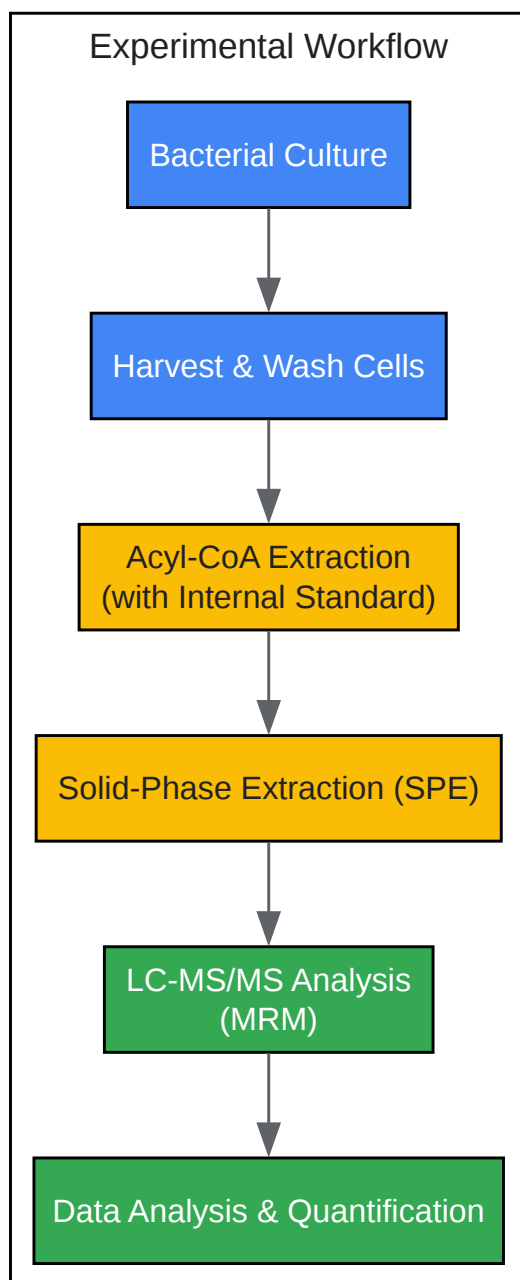 Experimental Workflow
Bacterial Culture
Harvest & Wash Cells
Acyl-CoA Extraction
(with Internal Standard)
Solid-Phase Extraction (SPE)
LC-MS/MS Analysis
(MRM)
Data Analysis & Quantification